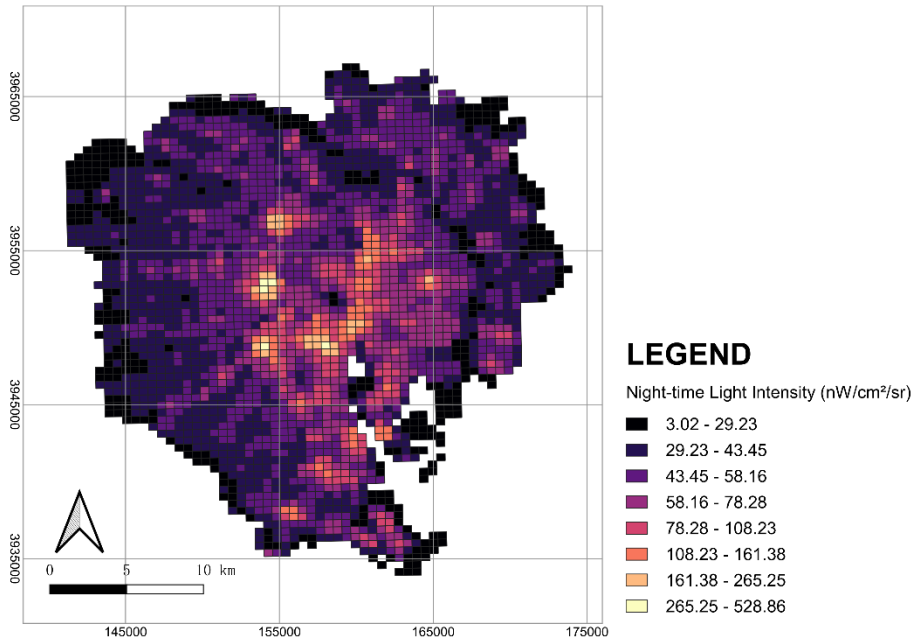 3965000
3955000
3945000
3935000
0 5 10 km
145000 155000 165000 175000
LEGEND
Night-time Light Intensity (nW/cm²/sr)
3.02 - 29.23
29.23 - 43.45
43.45 - 58.16
58.16 - 78.28
78.28 - 108.23
108.23 - 161.38
161.38 - 265.25
265.25 - 528.86